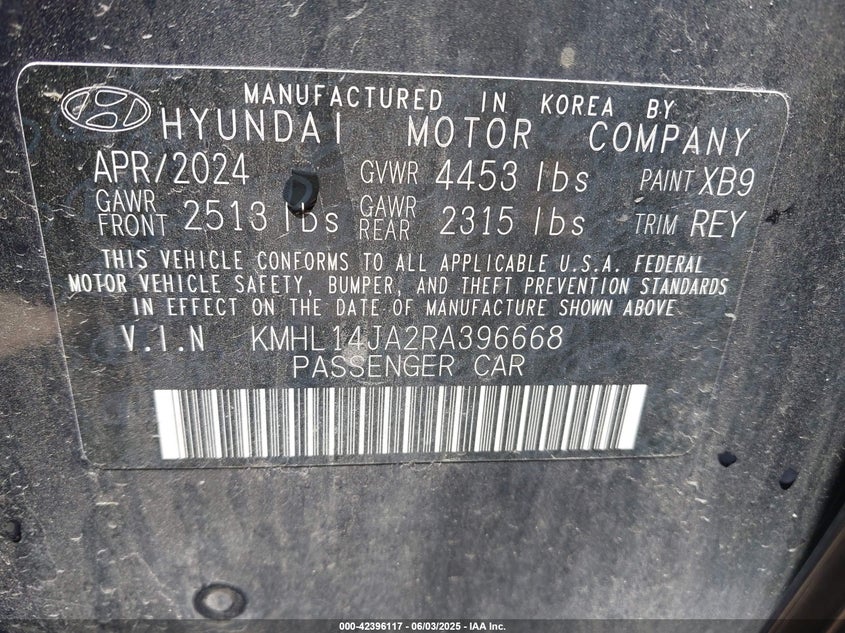 MANUFACTURED IN KOREA BY
HYUNDAI MOTOR COMPANY
APR/2024 GVWR 4453 lbs PAINT XB9
GAWR FRONT 2513 lbs GAWR REAR 2315 lbs TRIM REY
THIS VEHICLE CONFORMS TO ALL APPLICABLE U.S.A. FEDERAL
MOTOR VEHICLE SAFETY, BUMPER, AND THEFT PREVENTION STANDARDS
IN EFFECT ON THE DATE OF MANUFACTURE SHOWN ABOVE
V.I.N KMHL14JA2RA396668
PASSENGER CAR
000-42396117 - 06/03/2025 - IAA Inc.